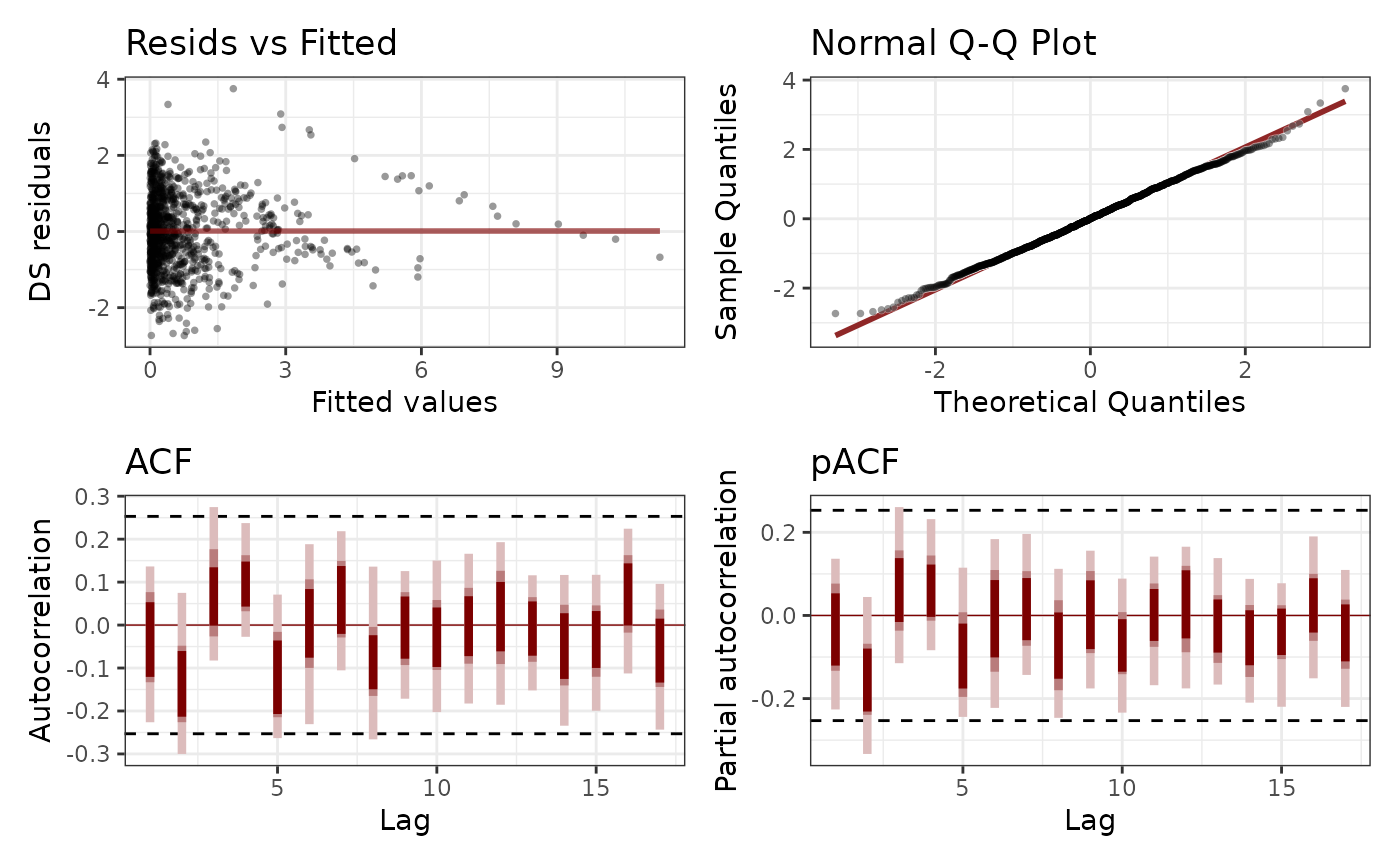 Resids vs Fitted
4
2
0
-2
DS residuals
0 3 6 9
Fitted values
Normal Q-Q Plot
4
2
0
-2
Sample Quantiles
-2 0 2
Theoretical Quantiles
ACF
0.3
0.2
0.1
0.0
-0.1
-0.2
-0.3
Autocorrelation
5 10 15
Lag
pACF
0.2
0.0
-0.2
Partial autocorrelation
5 10 15
Lag